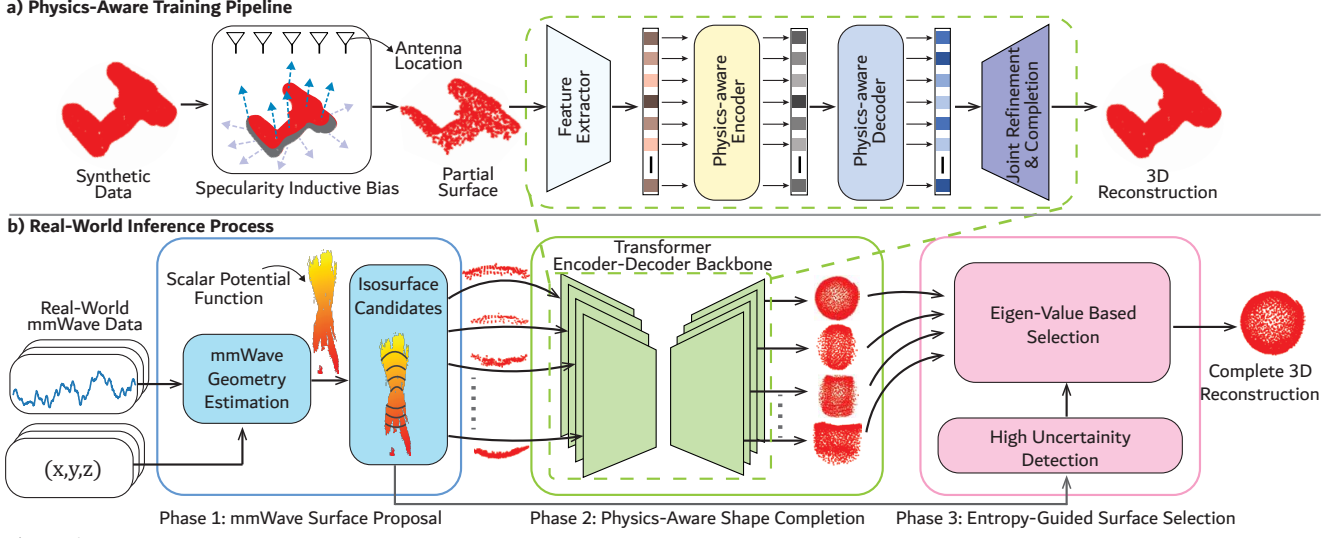 a) Physics-Aware Training Pipeline
Antenna
Location
Synthetic
Data
Specularity Inductive Bias
Partial
Surface
Feature
Extractor
Physics-aware
Encoder
Physics-aware
Decoder
Joint Refinement
& Completion
3D
Reconstruction
b) Real-World Inference Process
Real-World
mmWave Data
(x,y,z)
Scalar Potential
Function
mmWave
Geometry
Estimation
Isosurface
Candidates
Phase 1: mmWave Surface Proposal
Transformer
Encoder-Decoder Backbone
Phase 2: Physics-Aware Shape Completion
Eigen-Value Based
Selection
High Uncertainity
Detection
Phase 3: Entropy-Guided Surface Selection
Complete 3D
Reconstruction